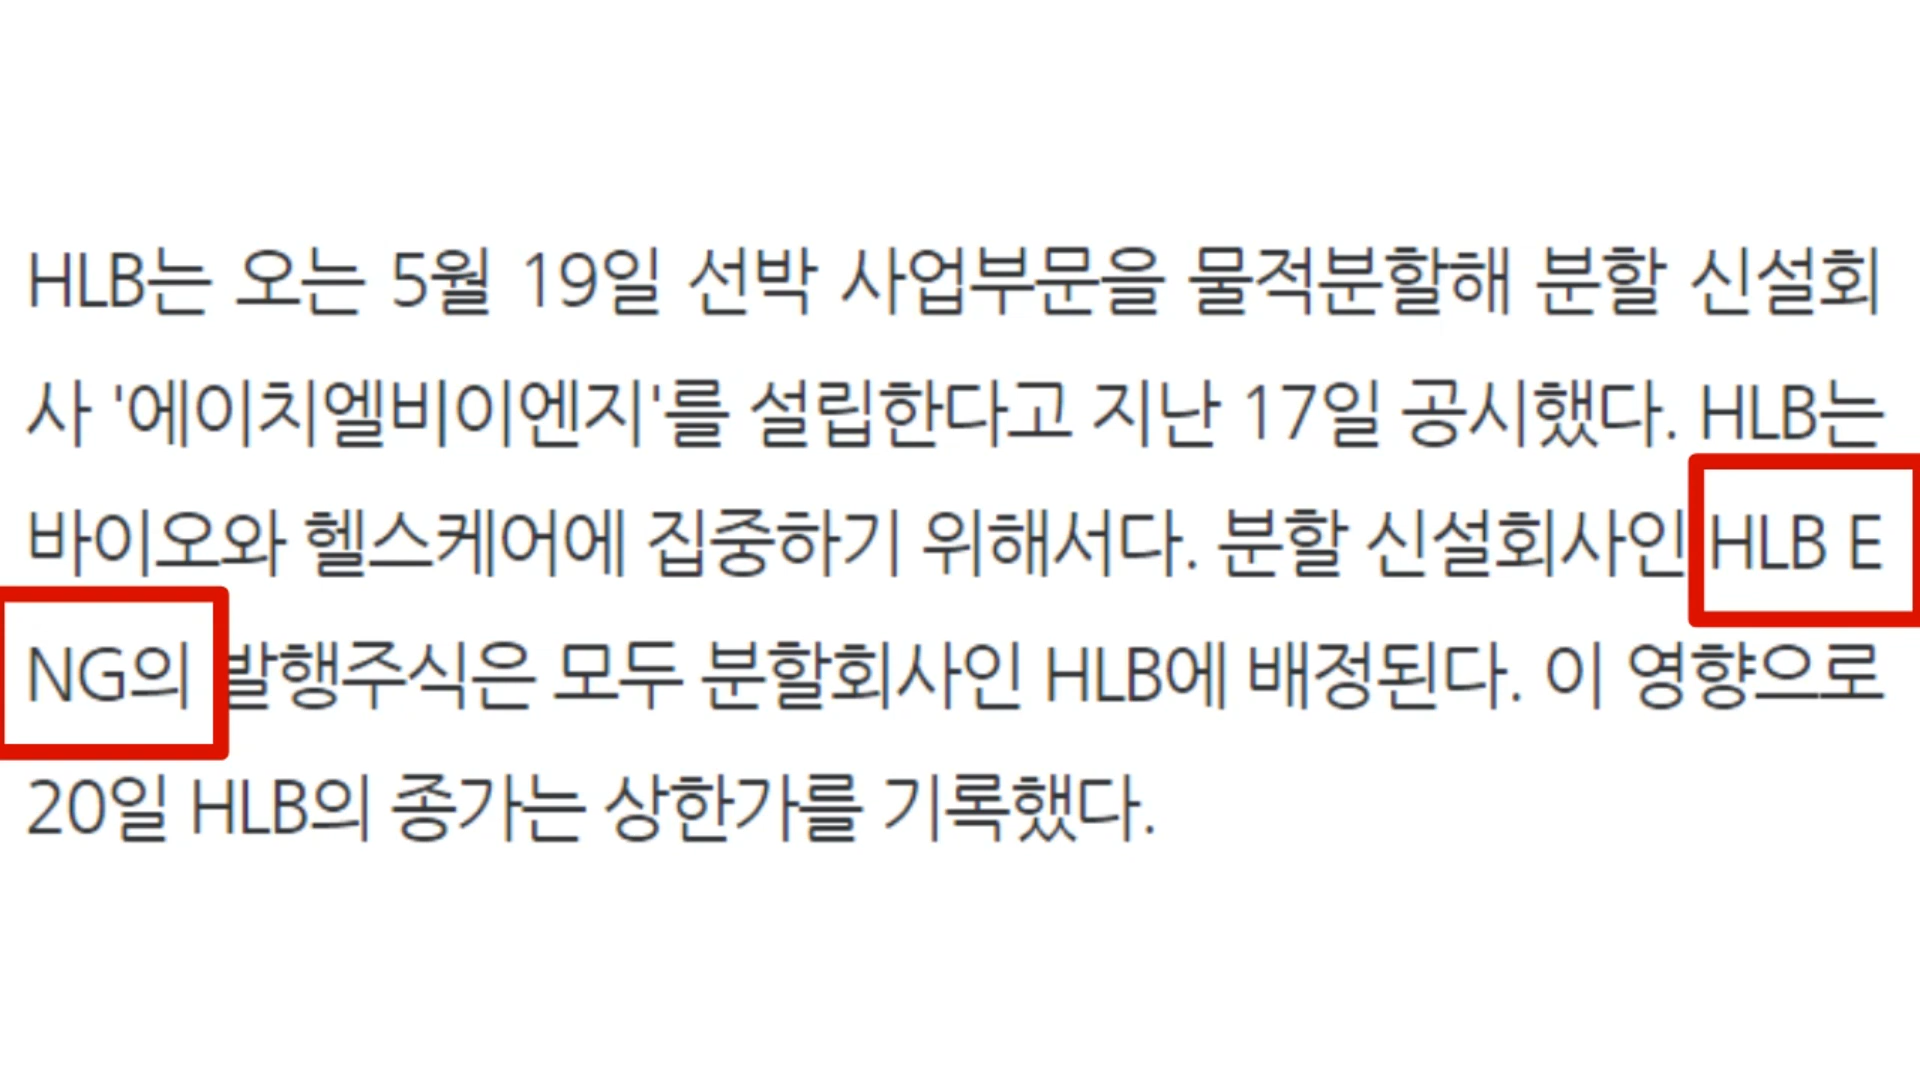 HLB는 오는 5월 19일 선박 사업부문을 물적분할해 분할 신설회
사 '에이치엘비이엔지'를 설립한다고 지난 17일 공시했다. HLB는
바이오와 헬스케어에 집중하기 위해서다. 분할 신설회사인 HLB E
NG의 발행주식은 모두 분할회사인 HLB에 배정된다. 이 영향으로
20일 HLB의 종가는 상한가를 기록했다.